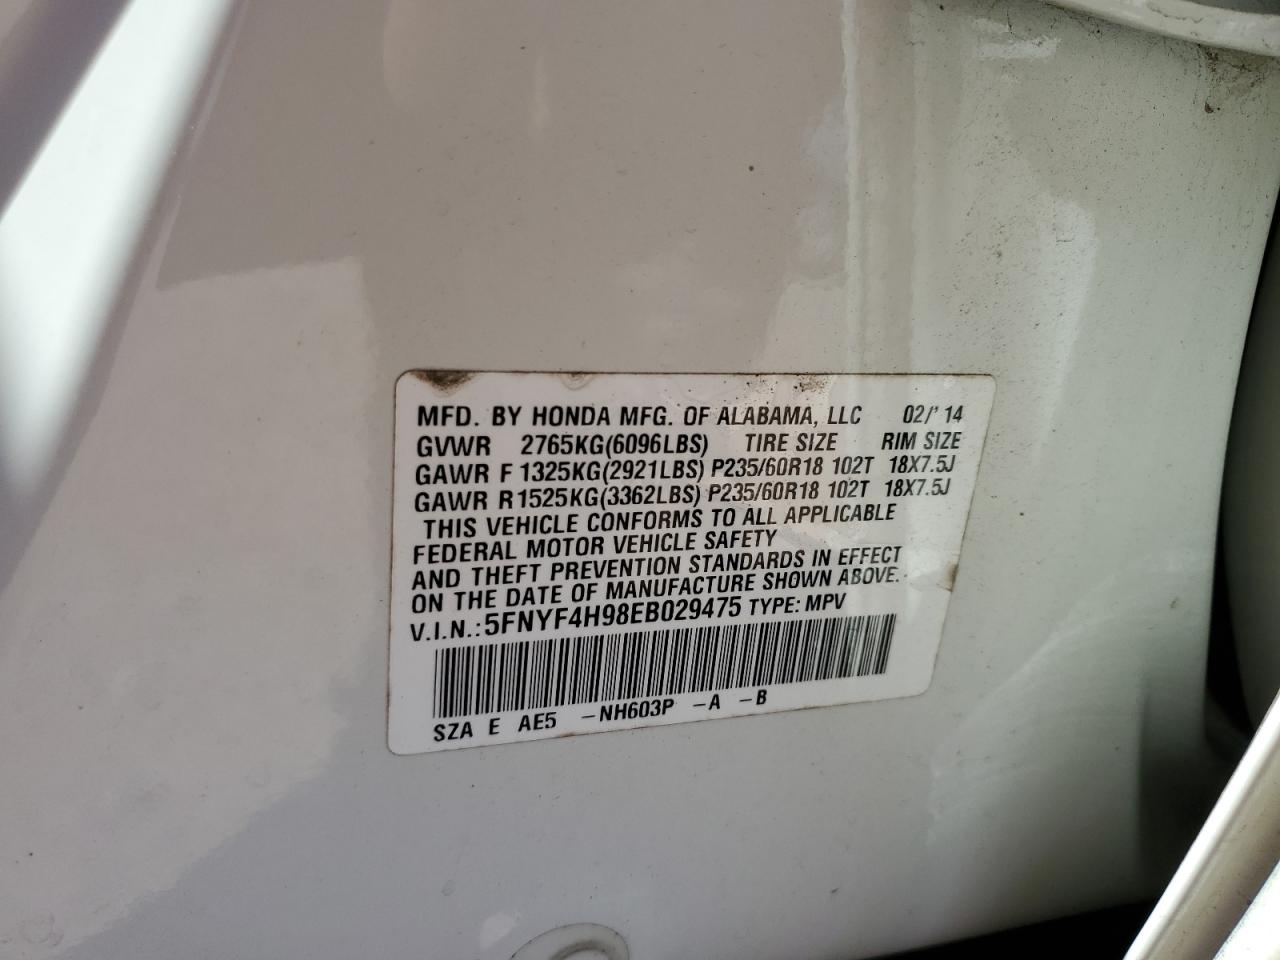 MFD. BY HONDA MFG. OF ALABAMA, LLC 02/'14
GVWR 2765KG(6096LBS) TIRE SIZE RIM SIZE
GAWR F 1325KG(2921LBS) P235/60R18 102T 18X7.5J
GAWR R1525KG(3362LBS) P235/60R18 102T 18X7.5J
THIS VEHICLE CONFORMS TO ALL APPLICABLE
FEDERAL MOTOR VEHICLE SAFETY
AND THEFT PREVENTION STANDARDS IN EFFECT
ON THE DATE OF MANUFACTURE SHOWN ABOVE.
V.I.N.: 5FNYF4H98EB029475 TYPE: MPV
SZA E AE5 -NH603P -A -B